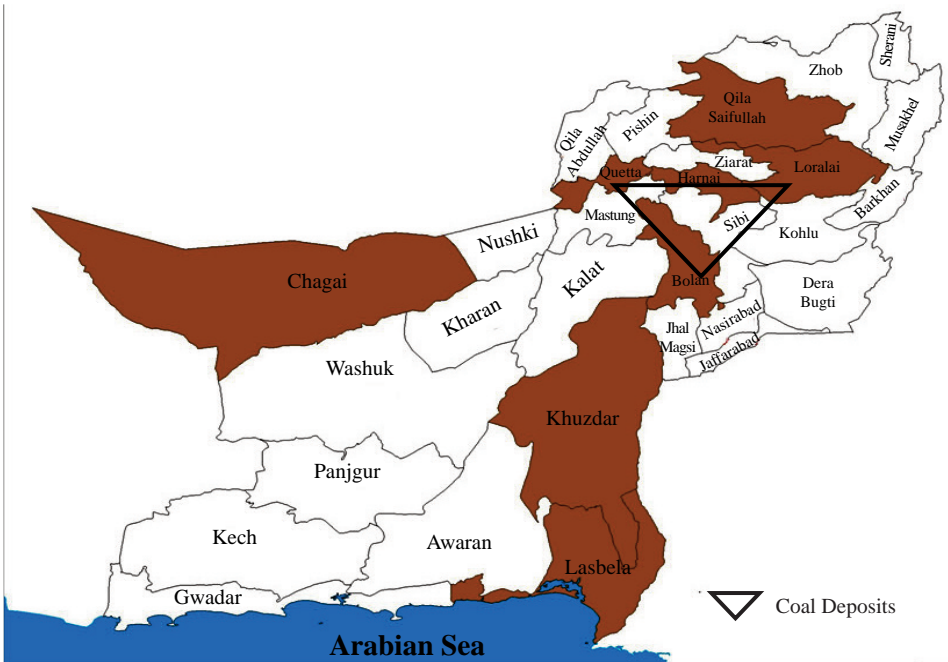 Sherani
Zhob
Musakhel
Qila
Saifullah
Pishin
Qila
Abdullah
Ziarat
Loralai
Quetta
Harnai
Barkhan
Mastung
Sibi
Kohlu
Nushki
Chagai
Kalat
Bolan
Dera
Bugti
Kharan
Nasirabad
Jhal
Magsi
Jaffarabad
Washuk
Khuzdar
Panjgur
Kech
Awaran
Lasbela
Gwadar
Coal Deposits
Arabian Sea